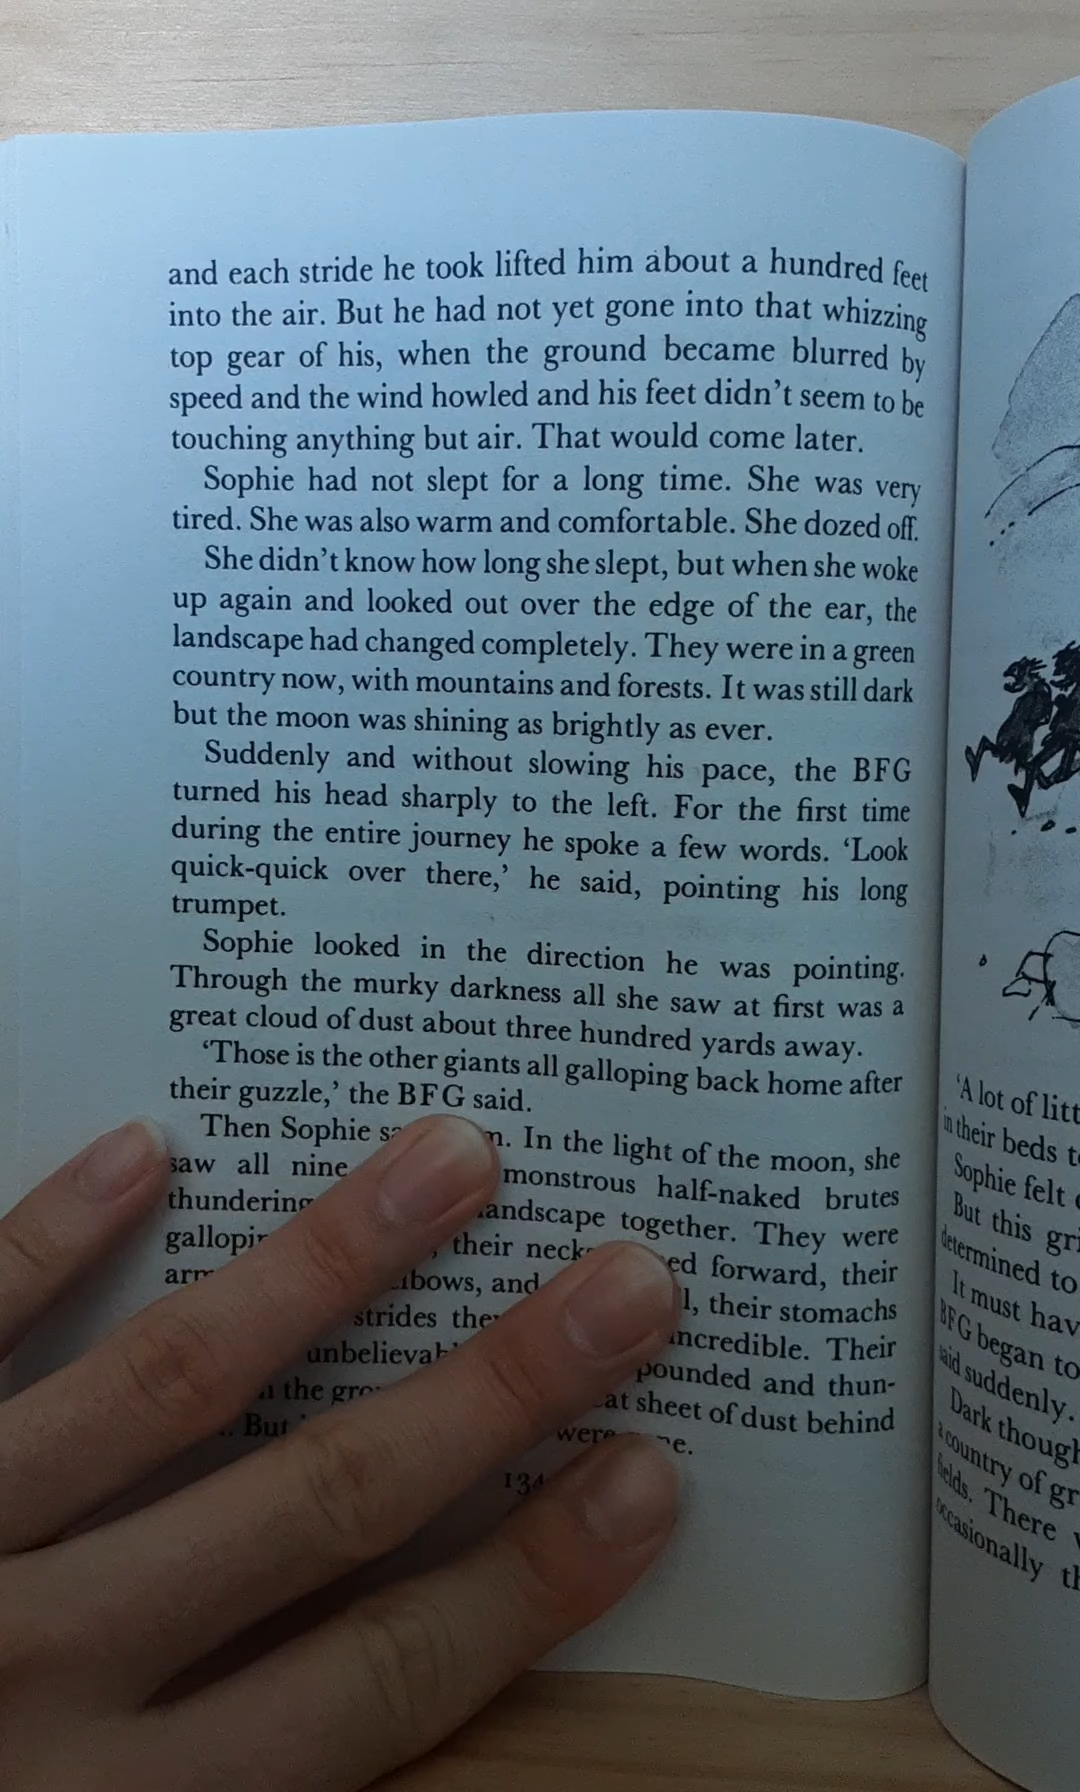 and each stride he took lifted him about a hundred feet
into the air. But he had not yet gone into that whizzing
top gear of his, when the ground became blurred by
speed and the wind howled and his feet didn't seem to be
touching anything but air. That would come later.
Sophie had not slept for a long time. She was very
tired. She was also warm and comfortable. She dozed off.
She didn't know how long she slept, but when she woke
up again and looked out over the edge of the ear, the
landscape had changed completely. They were in a green
country now, with mountains and forests. It was still dark
but the moon was shining as brightly as ever.
Suddenly and without slowing his pace, the BFG
turned his head sharply to the left. For the first time
during the entire journey he spoke a few words. 'Look
quick-quick over there,' he said, pointing his long
trumpet.
Sophie looked in the direction he was pointing.
Through the murky darkness all she saw at first was a
great cloud of dust about three hundred yards away.
'Those is the other giants all galloping back home after
their guzzle,' the BFG said.
Then Sophie In the light of the moon, she
saw all nine monstrous half-naked brutes
thundering landscape together. They were
their forward, their
and their stomachs
strides incredible. Their
pounded and thun-
the sheet of dust behind
But were
'A lot of
in their beds
Sophie felt
But this
determined to
It must
BFG began to
said suddenly.
Dark
a country of
fields. There
occasionally